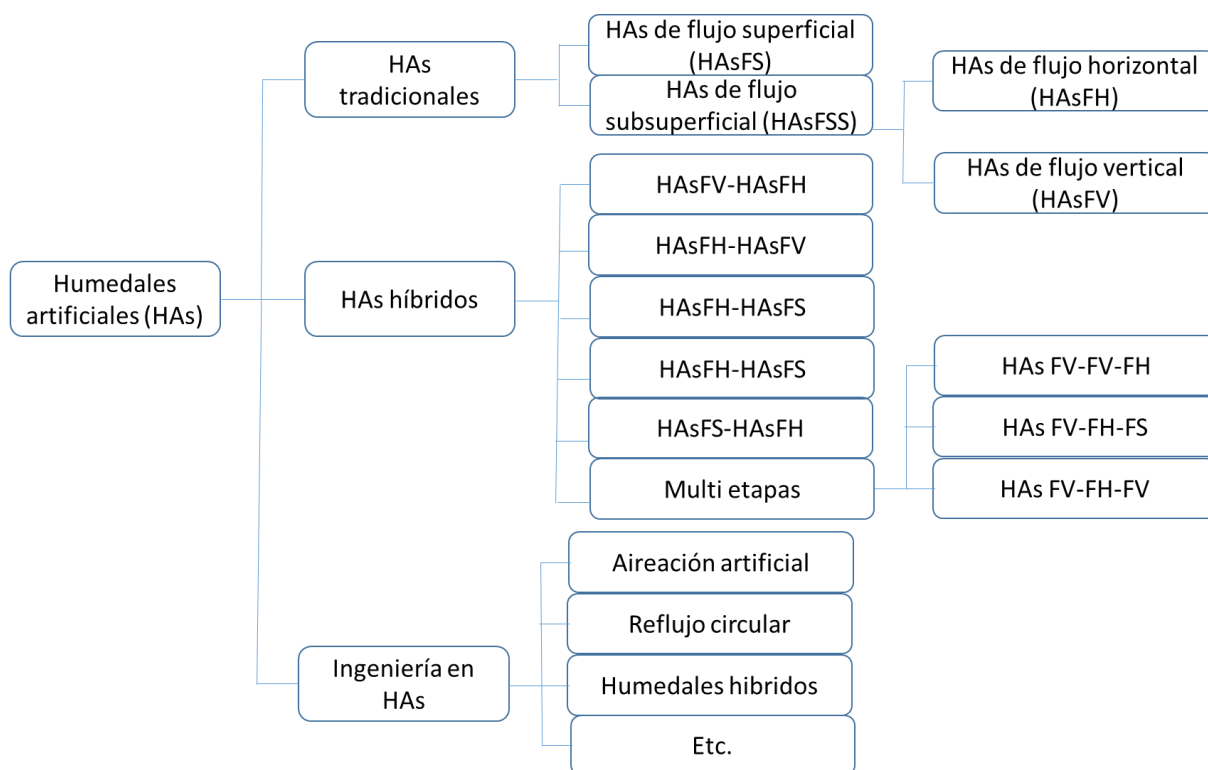 Humedales
artificiales (HAs)
HAs
tradicionales
HAs de flujo superficial
(HAsFS)
HAs de flujo
subsuperficial (HAsFSS)
HAs de flujo horizontal
(HAsFH)
HAs de flujo vertical
(HAsFV)
HAs híbridos
HAsFV-HAsFH
HAsFH-HAsFV
HAsFH-HAsFS
HAsFH-HAsFS
HAsFS-HAsFH
Multi etapas
HAs FV-FV-FH
HAs FV-FH-FS
HAs FV-FH-FV
Ingeniería en
HAs
Aireación artificial
Reflujo circular
Humedales hibridos
Etc.